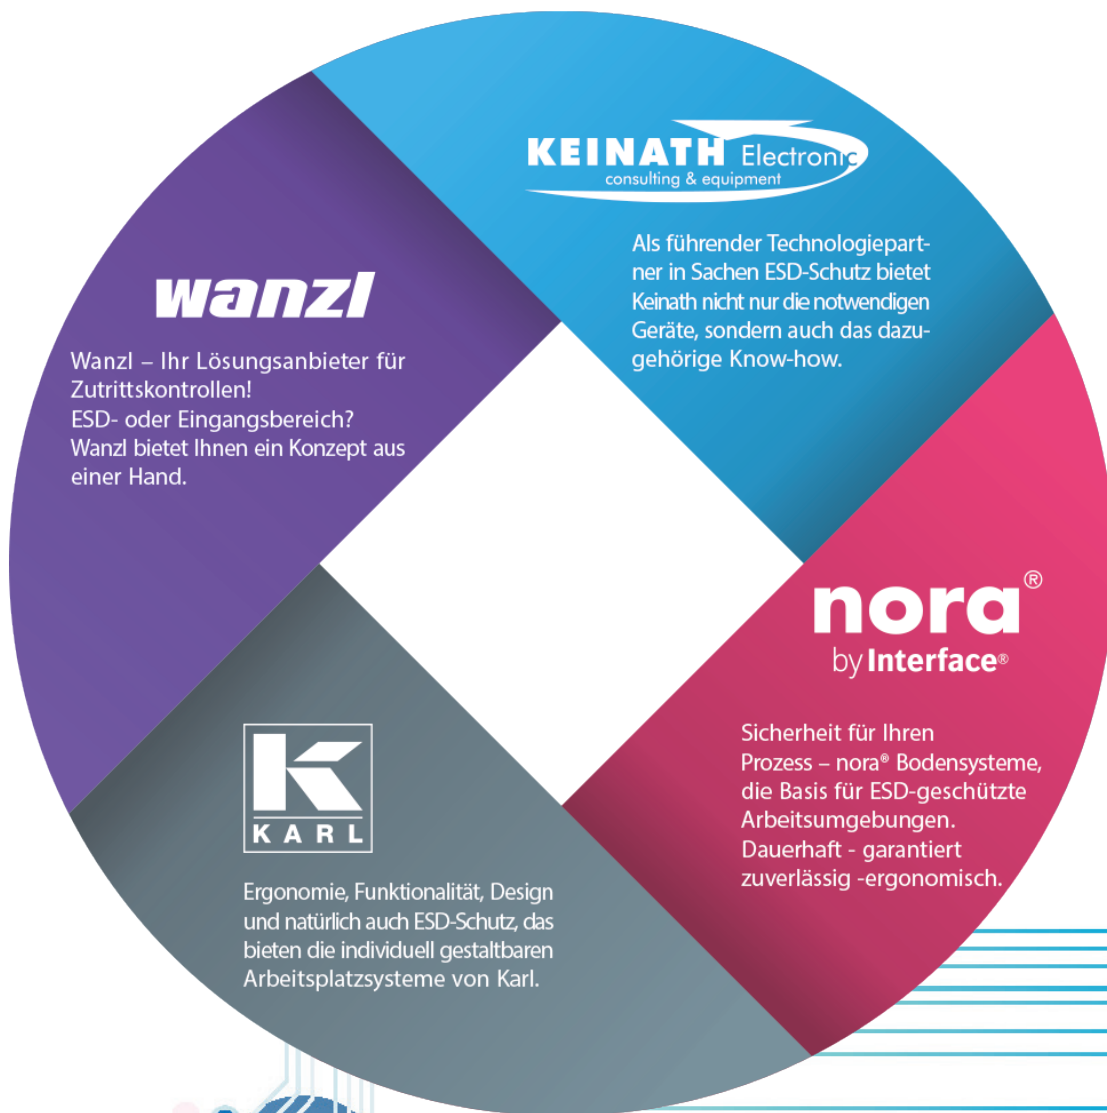 KEINATH Electronic
consulting & equipment
Als führender Technologiepart-
ner in Sachen ESD-Schutz bietet
Keinath nicht nur die notwendigen
Geräte, sondern auch das dazu-
gehörige Know-how.
wanzl
Wanzl – Ihr Lösungsanbieter für
Zutrittskontrollen!
ESD- oder Eingangsbereich?
Wanzl bietet Ihnen ein Konzept aus
einer Hand.
nora®
by Interface®
Sicherheit für Ihren
Prozess – nora® Bodensysteme,
die Basis für ESD-geschützte
Arbeitsumgebungen.
Dauerhaft - garantiert
zuverlässig -ergonomisch.
K
KARL
Ergonomie, Funktionalität, Design
und natürlich auch ESD-Schutz, das
bieten die individuell gestaltbaren
Arbeitsplatzsysteme von Karl.